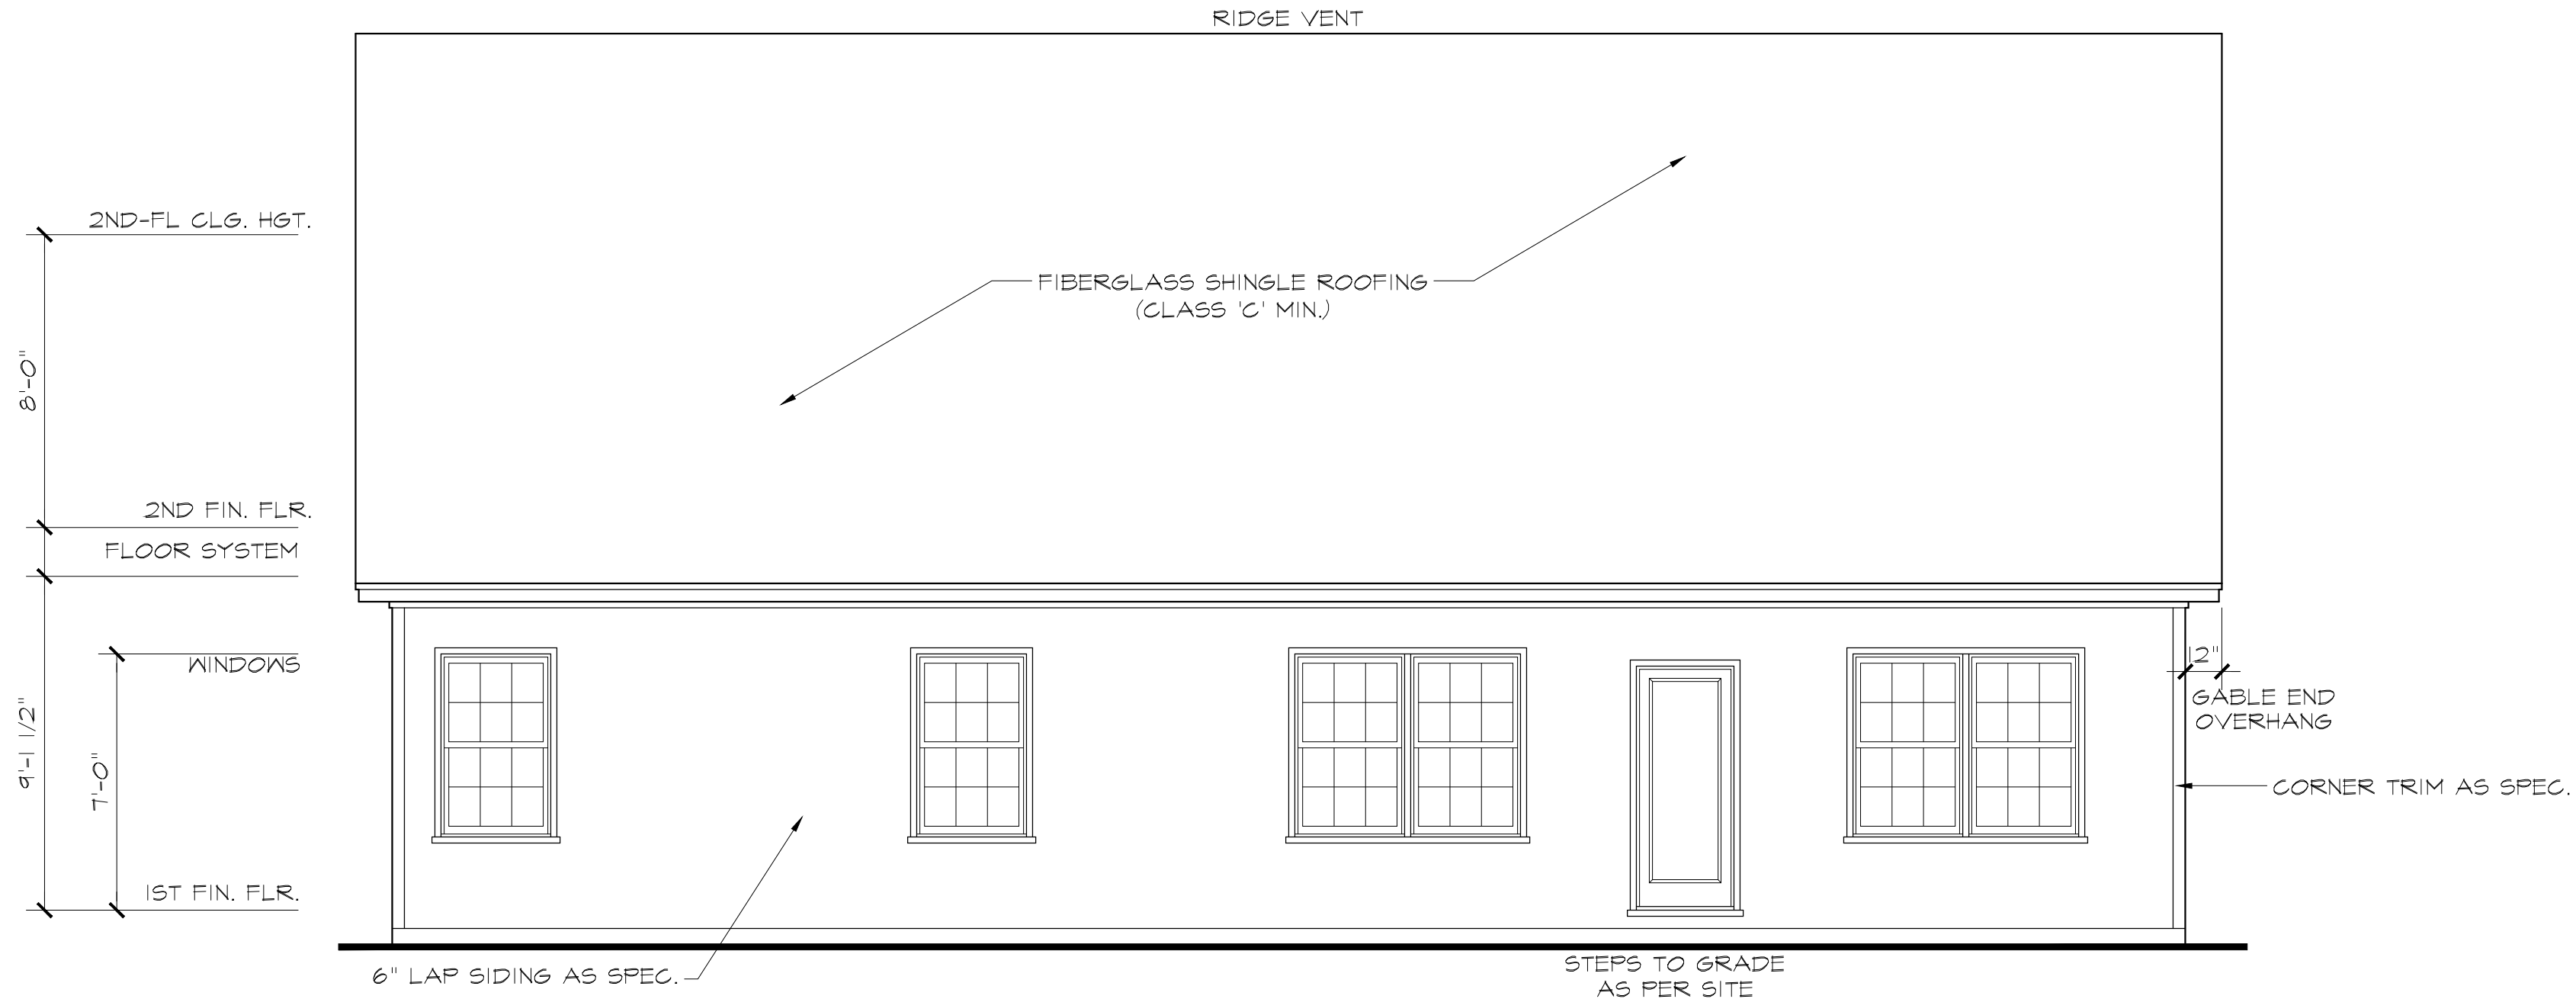 RIDGE VENT
2ND-FL CLG. HGT.
FIBERGLASS SHINGLE ROOFING
(CLASS 'C' MIN.)
8'-0"
2ND FIN. FLR.
FLOOR SYSTEM
WINDOWS
12"
GABLE END
OVERHANG
9'-1 1/2"
7'-0"
CORNER TRIM AS SPEC.
1ST FIN. FLR.
6" LAP SIDING AS SPEC.
STEPS TO GRADE
AS PER SITE